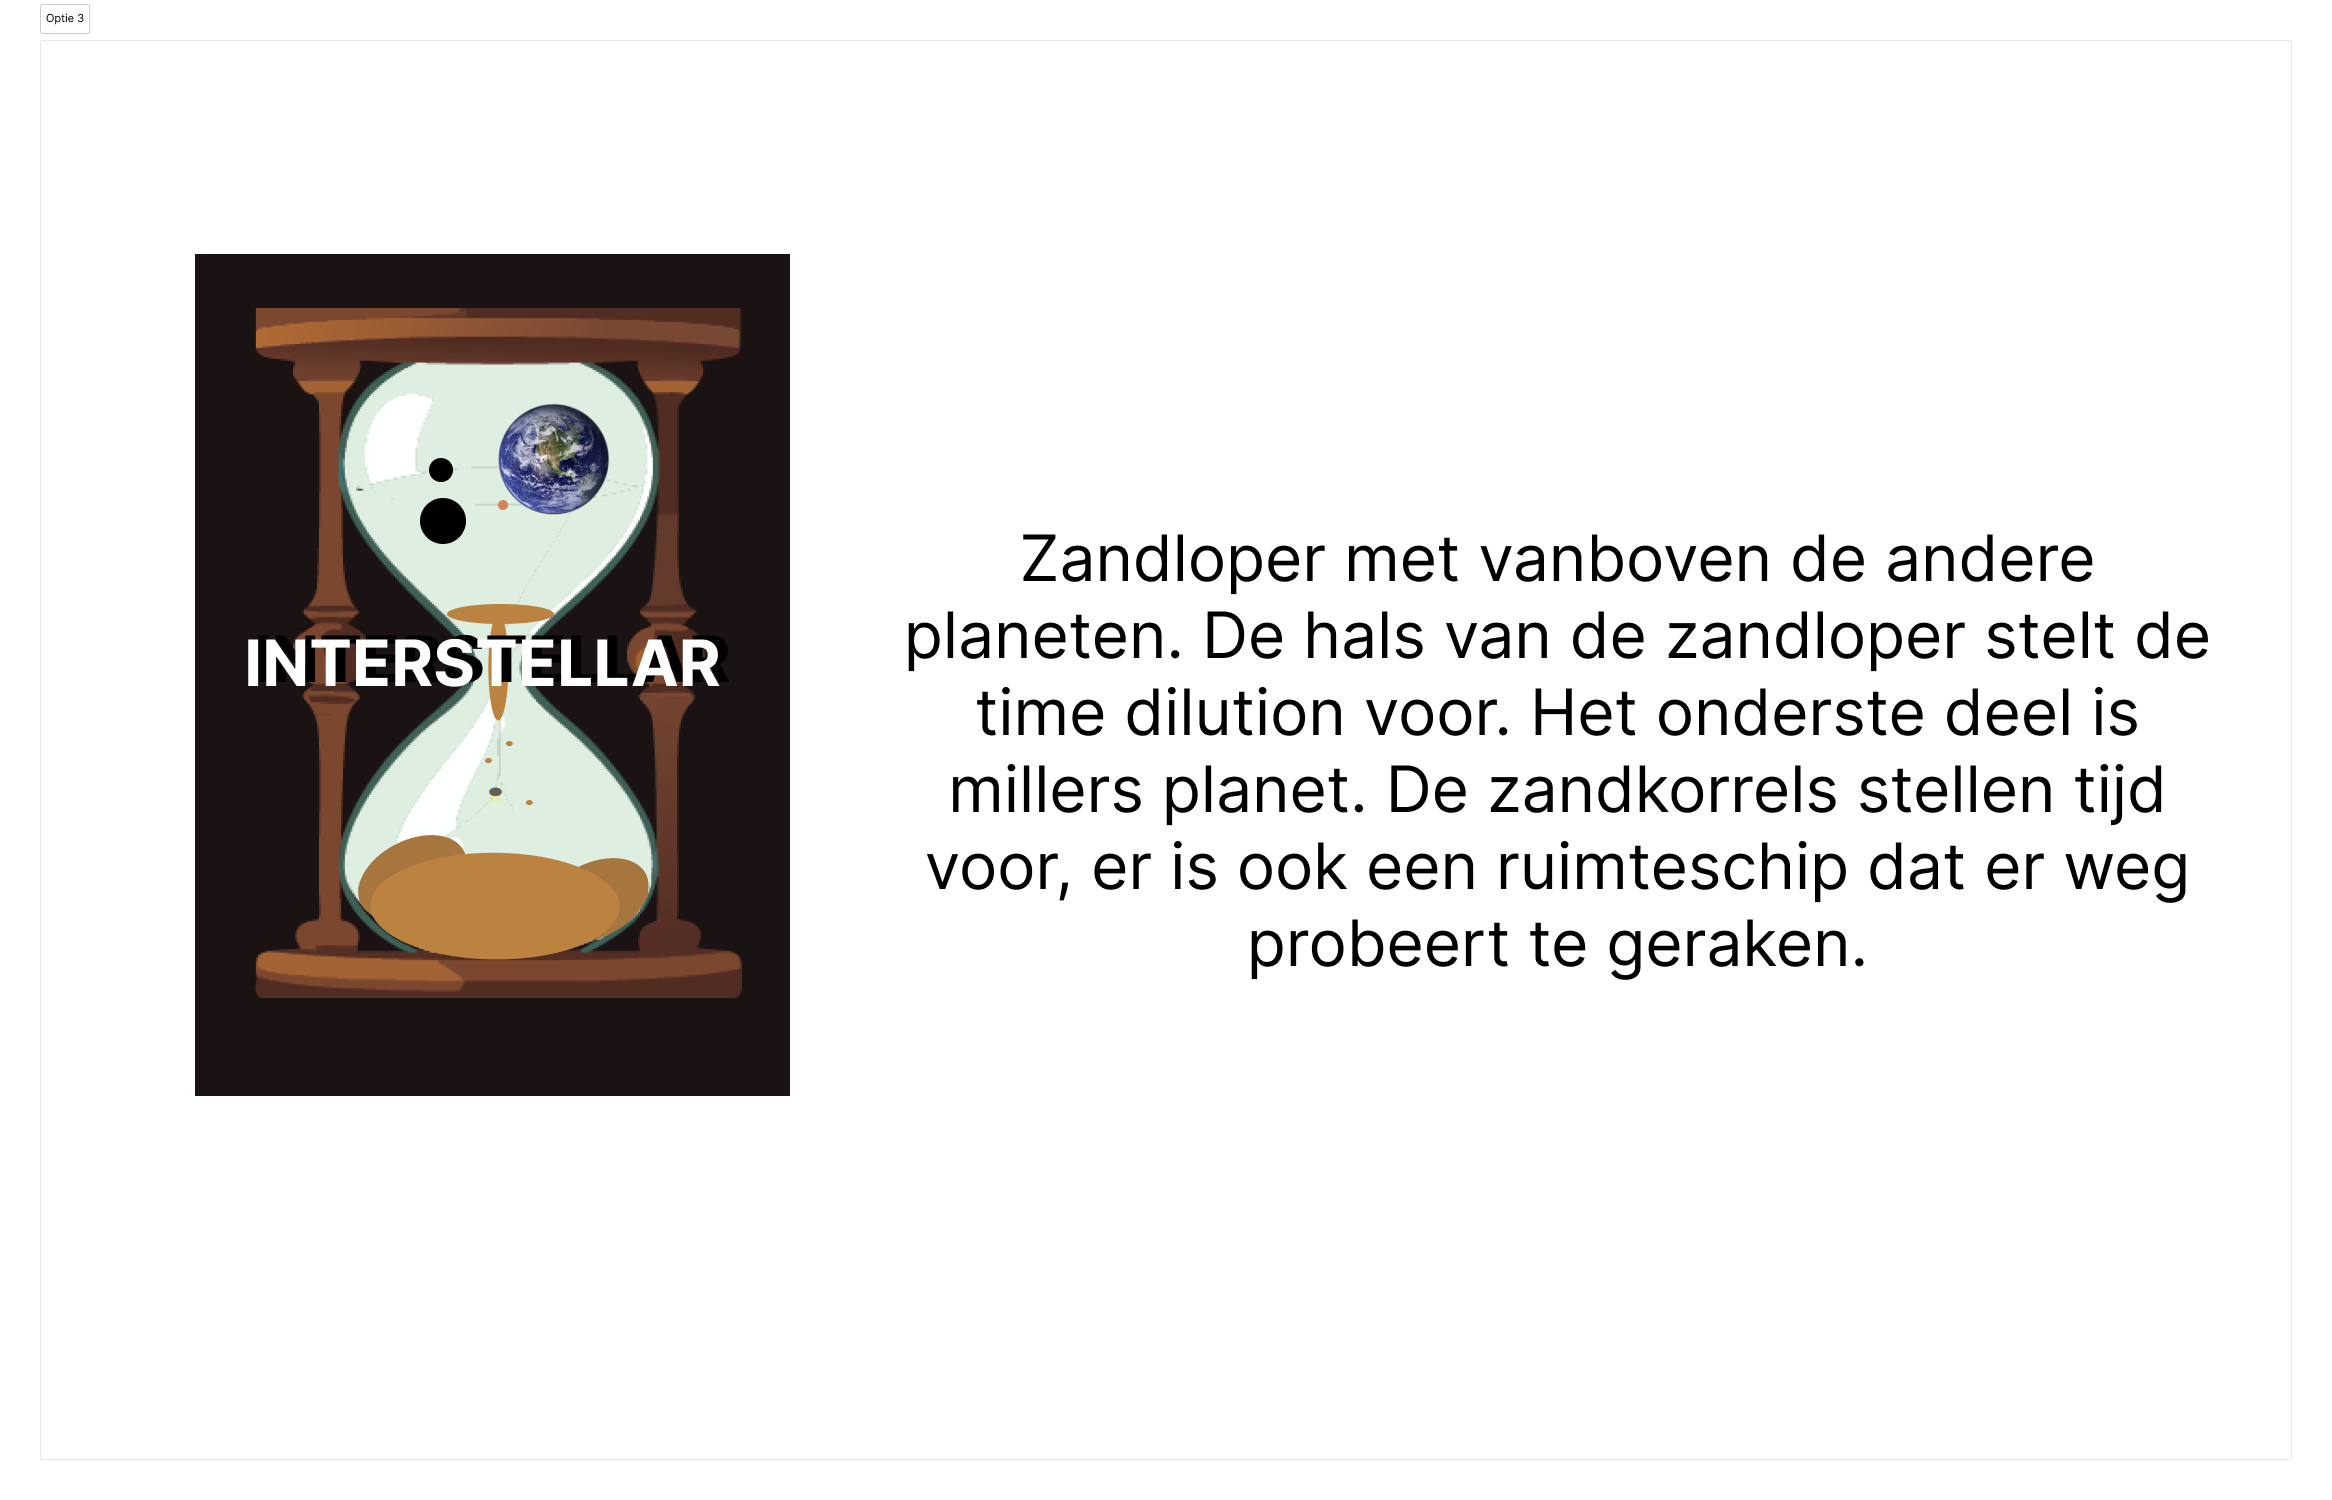 Optie 3
INTERSTELLAR
Zandloper met vanboven de andere
planeten. De hals van de zandloper stelt de
time dilution voor. Het onderste deel is
millers planet. De zandkorrels stellen tijd
voor, er is ook een ruimteschip dat er weg
probeert te geraken.